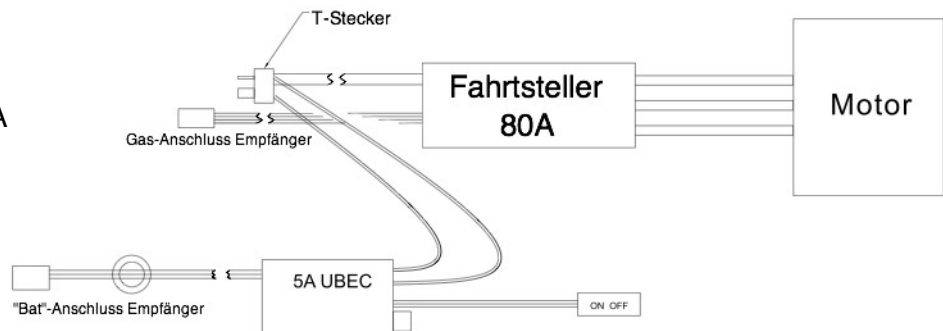 T-Stecker
Fahrtsteller
80A
Motor
A
Gas-Anschluss Empfänger
5A UBEC
ON OFF
"Bat"-Anschluss Empfänger